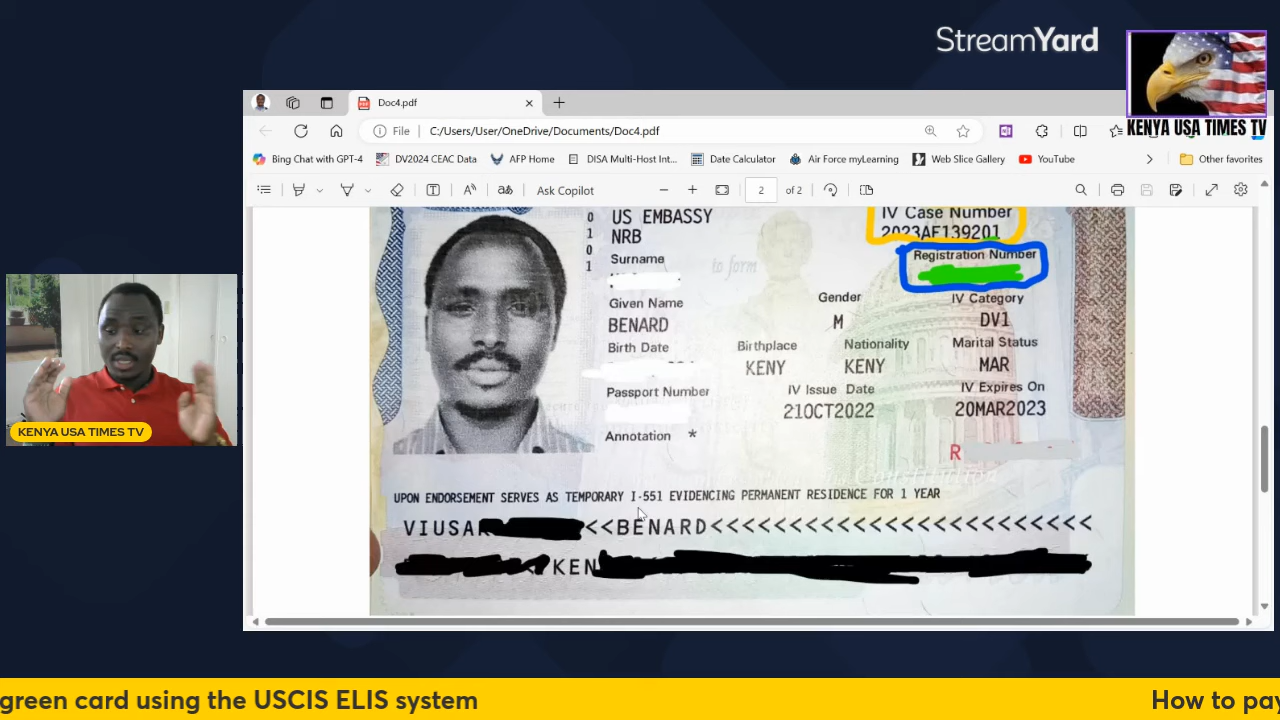 StreamYard
KENYA USA TIMES TV
Doc4.pdf
File C:/Users/User/OneDrive/Documents/Doc4.pdf
Bing Chat with GPT-4 DV2024 CEAC Data AFP Home DISA Multi-Host Int... Date Calculator Air Force myLearning Web Slice Gallery YouTube Other favorites
Ask Copilot 2 of 2
US EMBASSY
NRB
0
1
0
1
IV Case Number
2023AF139201
Registration Number
Surname
Given Name
BENARD
Gender
M
IV Category
DV1
Birth Date
Birthplace
KENY
Nationality
KENY
Marital Status
MAR
Passport Number
IV Issue Date
21OCT2022
IV Expires On
20MAR2023
Annotation *
R
UPON ENDORSEMENT SERVES AS TEMPORARY I-551 EVIDENCING PERMANENT RESIDENCE FOR 1 YEAR
VIUSA <<BENARD<<<<<<<<<<<<<<<<<<<<<<<<
KEN
KENYA USA TIMES TV
green card using the USCIS ELIS system How to pay